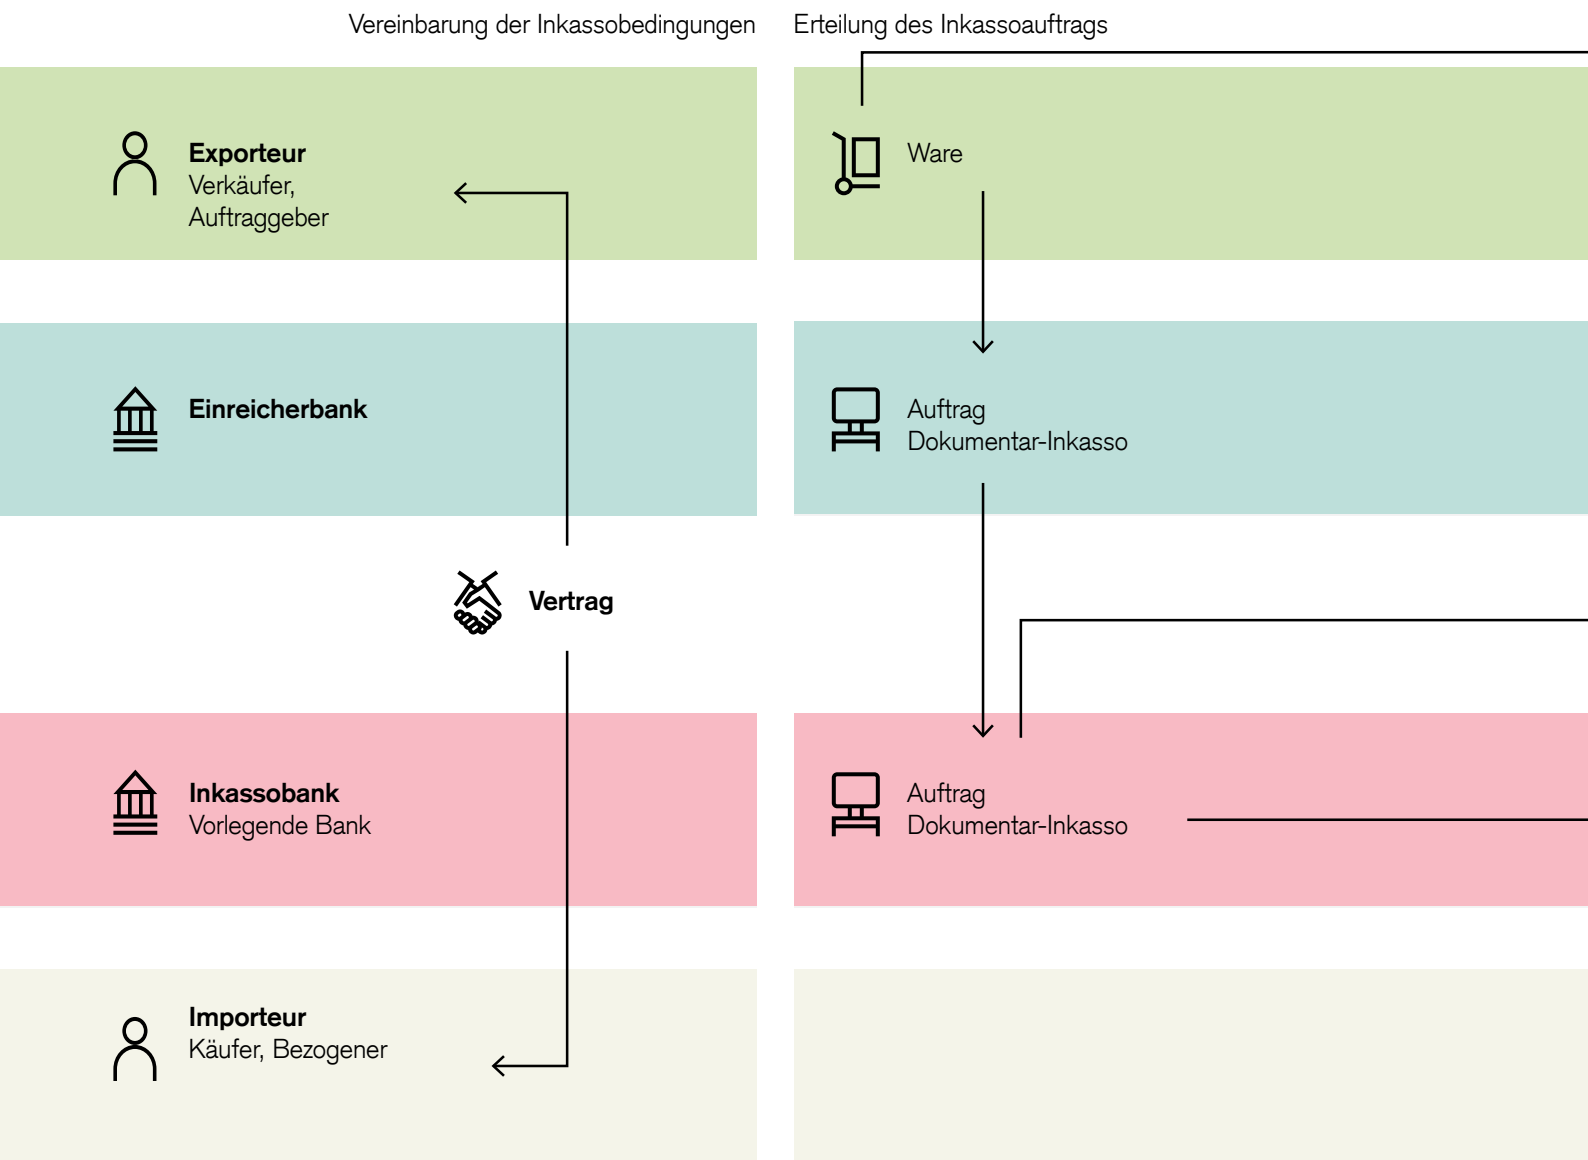 Vereinbarung der Inkassobedingungen
Erteilung des Inkassoauftrags
Exporteur
Verkäufer,
Auftraggeber
Ware
Einreicherbank
Auftrag
Dokumentar-Inkasso
Vertrag
Inkassobank
Vorlegende Bank
Auftrag
Dokumentar-Inkasso
Importeur
Käufer, Bezogener